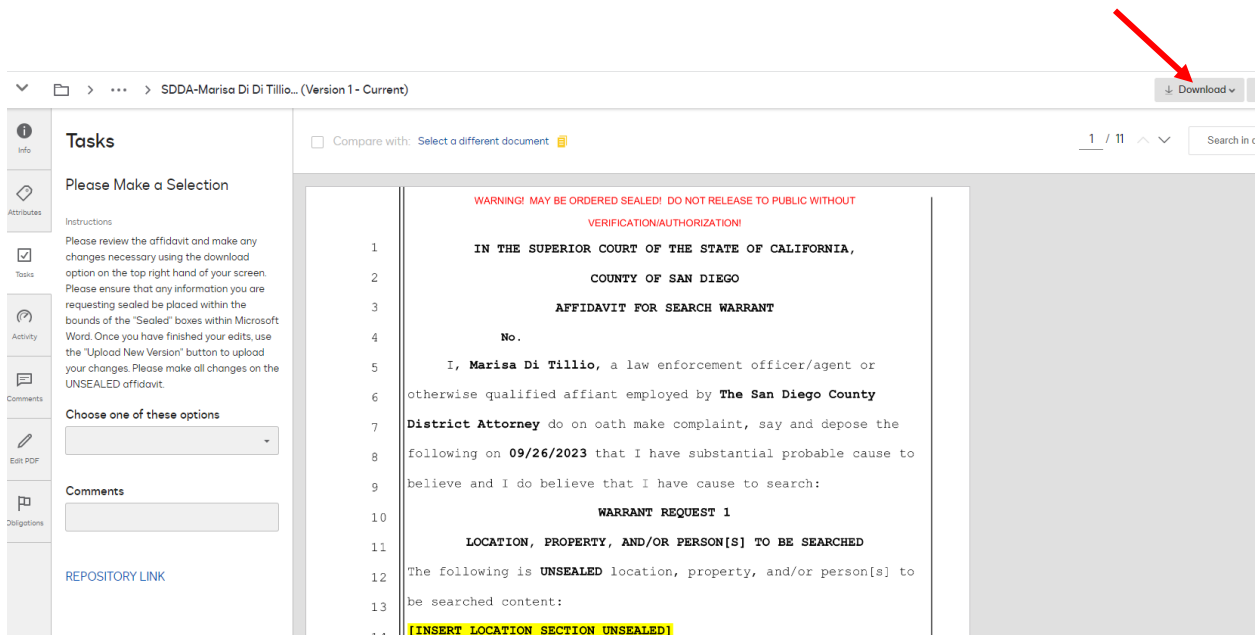 SDDA-Marisa Di Di Tillio... (Version 1 - Current)
Download
Info
Attributes
Tasks
Activity
Comments
Edit PDF
Obligations
Tasks
Please Make a Selection
Instructions
Please review the affidavit and make any
changes necessary using the download
option on the top right hand of your screen.
Please ensure that any information you are
requesting sealed be placed within the
bounds of the "Sealed" boxes within Microsoft
Word. Once you have finished your edits, use
the "Upload New Version" button to upload
your changes. Please make all changes on the
UNSEALED affidavit.
Choose one of these options
Comments
REPOSITORY LINK
Compare with: Select a different document
1 / 11
Search in
WARNING! MAY BE ORDERED SEALED! DO NOT RELEASE TO PUBLIC WITHOUT
VERIFICATION/AUTHORIZATION!
1 IN THE SUPERIOR COURT OF THE STATE OF CALIFORNIA,
2 COUNTY OF SAN DIEGO
3 AFFIDAVIT FOR SEARCH WARRANT
4 No.
5 I, Marisa Di Tillio, a law enforcement officer/agent or
6 otherwise qualified affiant employed by The San Diego County
7 District Attorney do on oath make complaint, say and depose the
8 following on 09/26/2023 that I have substantial probable cause to
9 believe and I do believe that I have cause to search:
10 WARRANT REQUEST 1
11 LOCATION, PROPERTY, AND/OR PERSON[S] TO BE SEARCHED
12 The following is UNSEALED location, property, and/or person[s] to
13 be searched content:
[INSERT LOCATION SECTION UNSEALED]